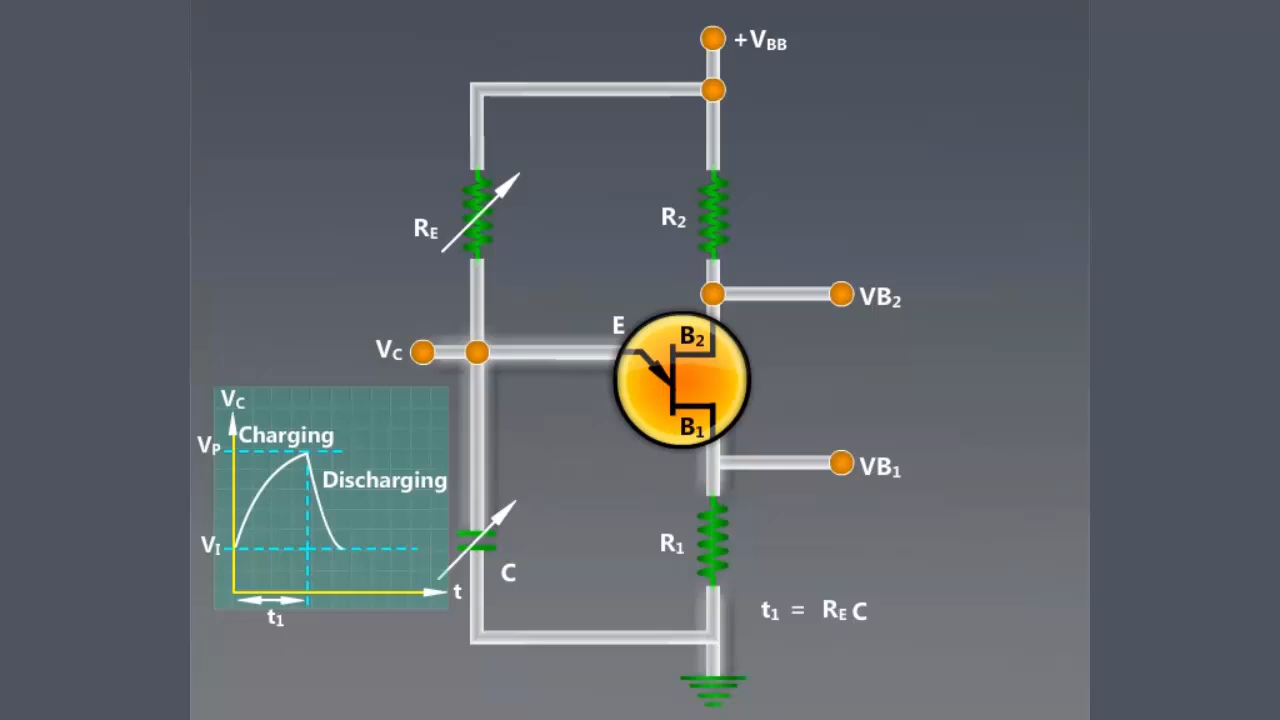 +VBB
RE
R2
VB2
E
B2
VC
B1
VC
Charging
VP
Discharging
VB1
VI
R1
C
t
t1
t1 = RE C